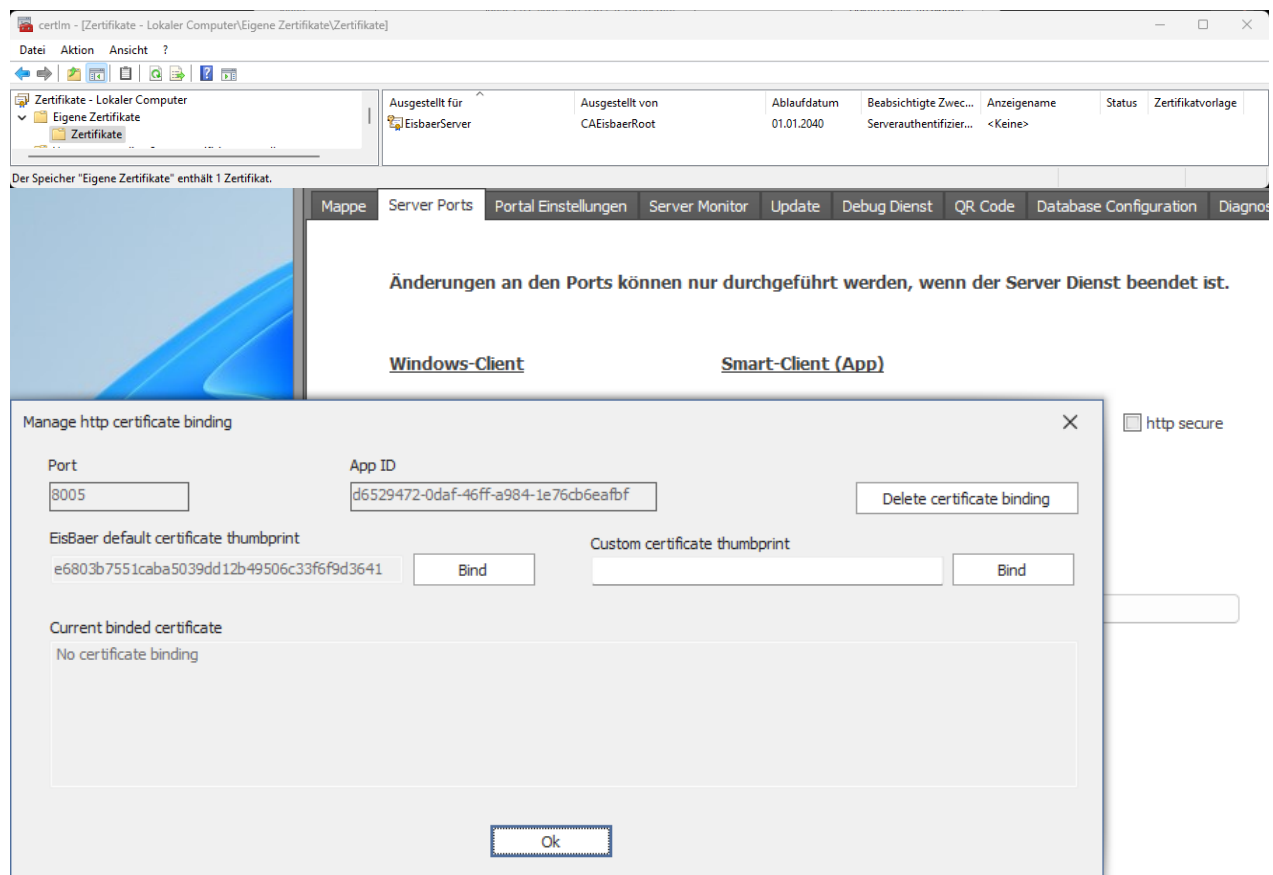 certlm - [Zertifikate - Lokaler Computer\Eigene Zertifikate\Zertifikate]
Datei Aktion Ansicht ?
Zertifikate - Lokaler Computer
Eigene Zertifikate
Zertifikate
Ausgestellt für Ausgestellt von Ablaufdatum Beabsichtigte Zwec... Anzeigename Status Zertifikatvorlage
EisbaerServer CAEisbaerRoot 01.01.2040 Serverauthentifizier... <Keine>
Der Speicher "Eigene Zertifikate" enthält 1 Zertifikat.
Mappe Server Ports Portal Einstellungen Server Monitor Update Debug Dienst QR Code Database Configuration Diagnos
Änderungen an den Ports können nur durchgeführt werden, wenn der Server Dienst beendet ist.
Windows-Client Smart-Client (App)
Manage http certificate binding
http secure
Port App ID
8005 d6529472-0daf-46ff-a984-1e76cb6eafbf Delete certificate binding
EisBaer default certificate thumbprint Custom certificate thumbprint
e6803b7551caba5039dd12b49506c33f6f9d3641 Bind Bind
Current binded certificate
No certificate binding
Ok